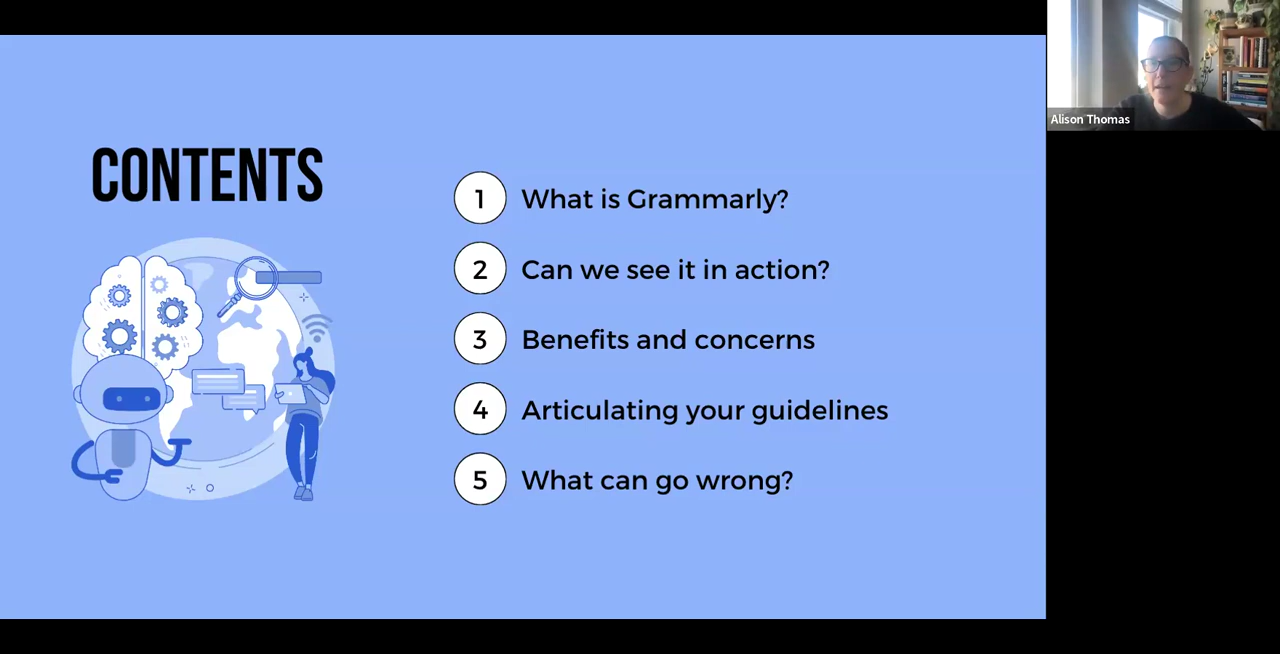 CONTENTS
1 What is Grammarly?
2 Can we see it in action?
3 Benefits and concerns
4 Articulating your guidelines
5 What can go wrong?
Alison Thomas